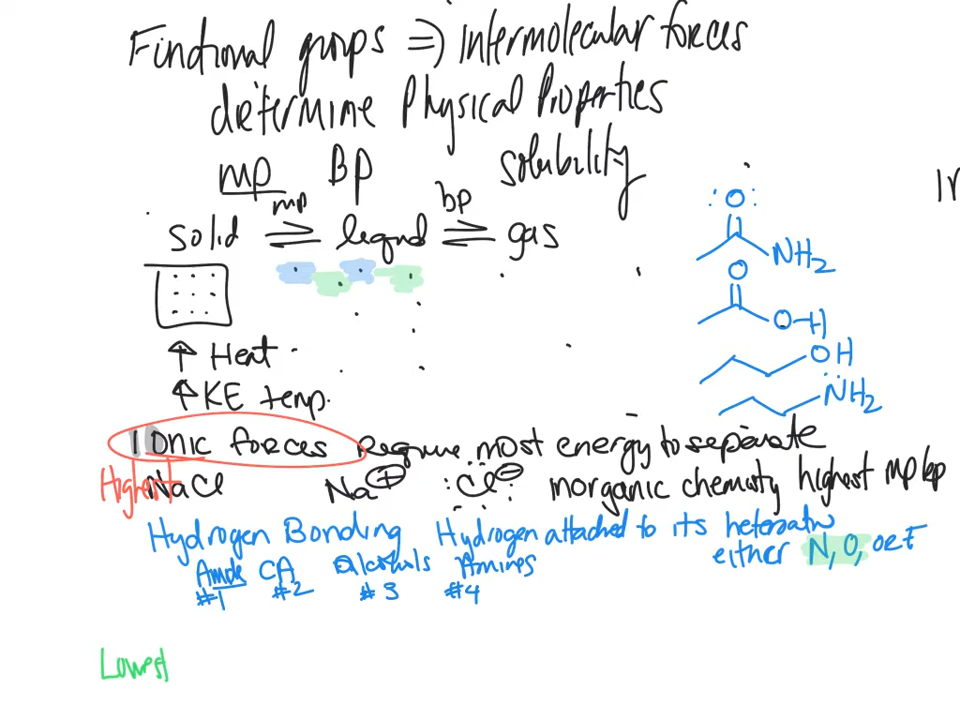 Functional groups ⇒ Intermolecular forces
determine Physical Properties
mp BP solubility
mp bp
solid ⇌ liquid ⇌ gas
↑ Heat
↑ KE temp.
Ionic forces Require most energy to separate
Highest NaCl Na⊕ :Cl:⊖ inorganic chemistry highest mp bp
Hydrogen Bonding Hydrogen attached to its heteroatom
either N, O, or F
Amide CA Alcohols Amines
#1 #2 #3 #4
Lowest
:O:
NH2
O
O-H
OH
NH2